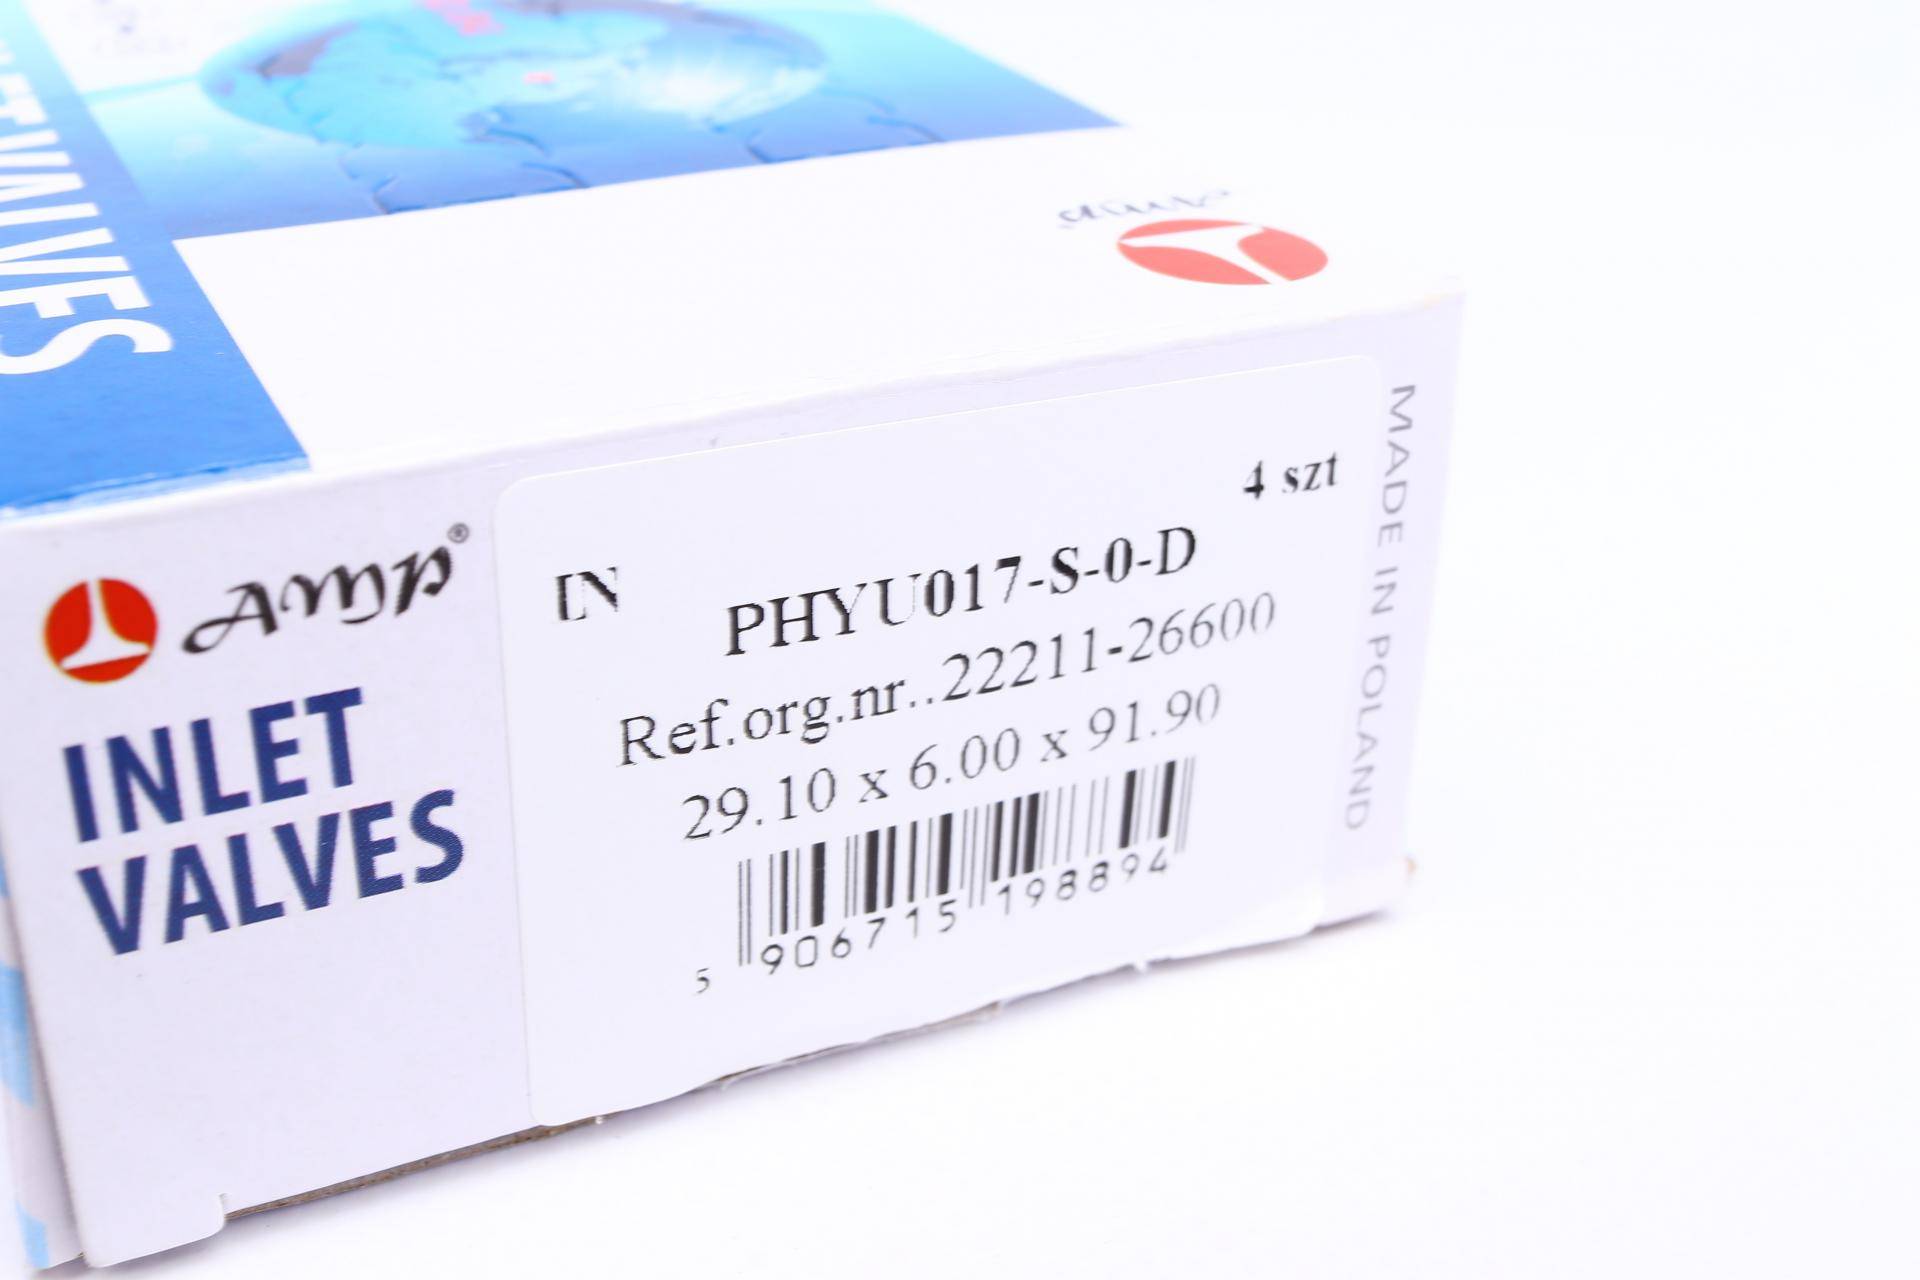 VALVES
AMP®
INLET
VALVES
4 szt
IN
PHYU017-S-0-D
Ref.org.nr..22211-26600
29.10 x 6.00 x 91.90
5 906715 198894
MADE IN POLAND